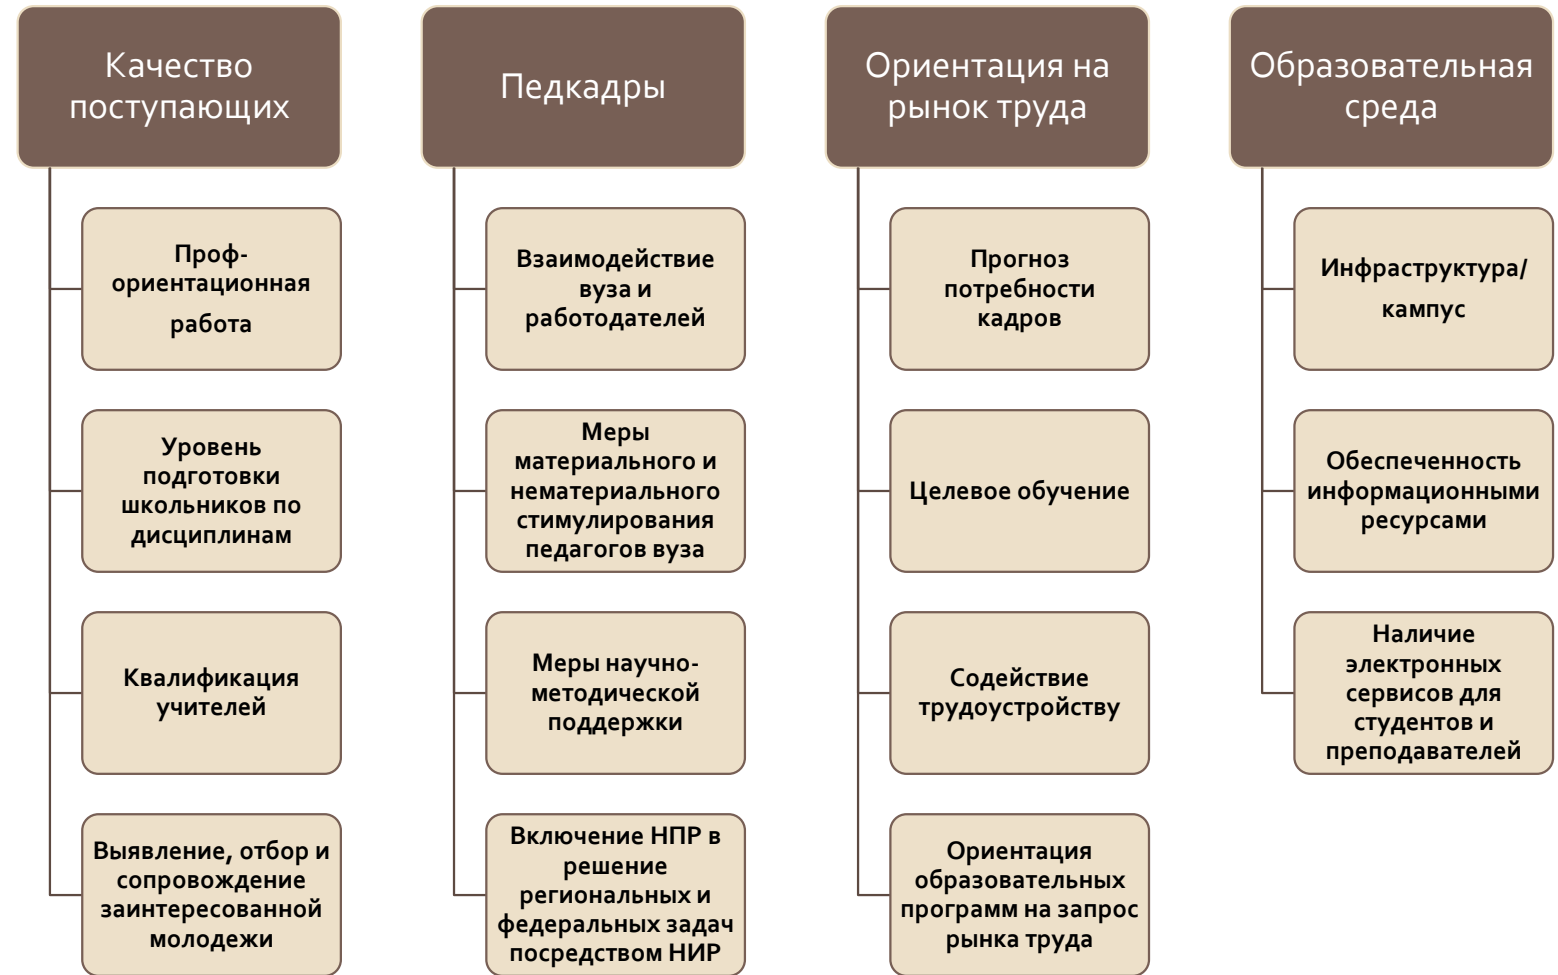 Качество
поступающих
Проф-
ориентационная
работа
Уровень
подготовки
школьников по
дисциплинам
Квалификация
учителей
Выявление, отбор и
сопровождение
заинтересованной
молодежи
Педкадры
Взаимодействие
вуза и
работодателей
Меры
материального и
нематериального
стимулирования
педагогов вуза
Меры научно-
методической
поддержки
Включение НПР в
решение
региональных и
федеральных задач
посредством НИР
Ориентация на
рынок труда
Прогноз
потребности
кадров
Целевое обучение
Содействие
трудоустройству
Ориентация
образовательных
программ на запрос
рынка труда
Образовательная
среда
Инфраструктура/
кампус
Обеспеченность
информационными
ресурсами
Наличие
электронных
сервисов для
студентов и
преподавателей